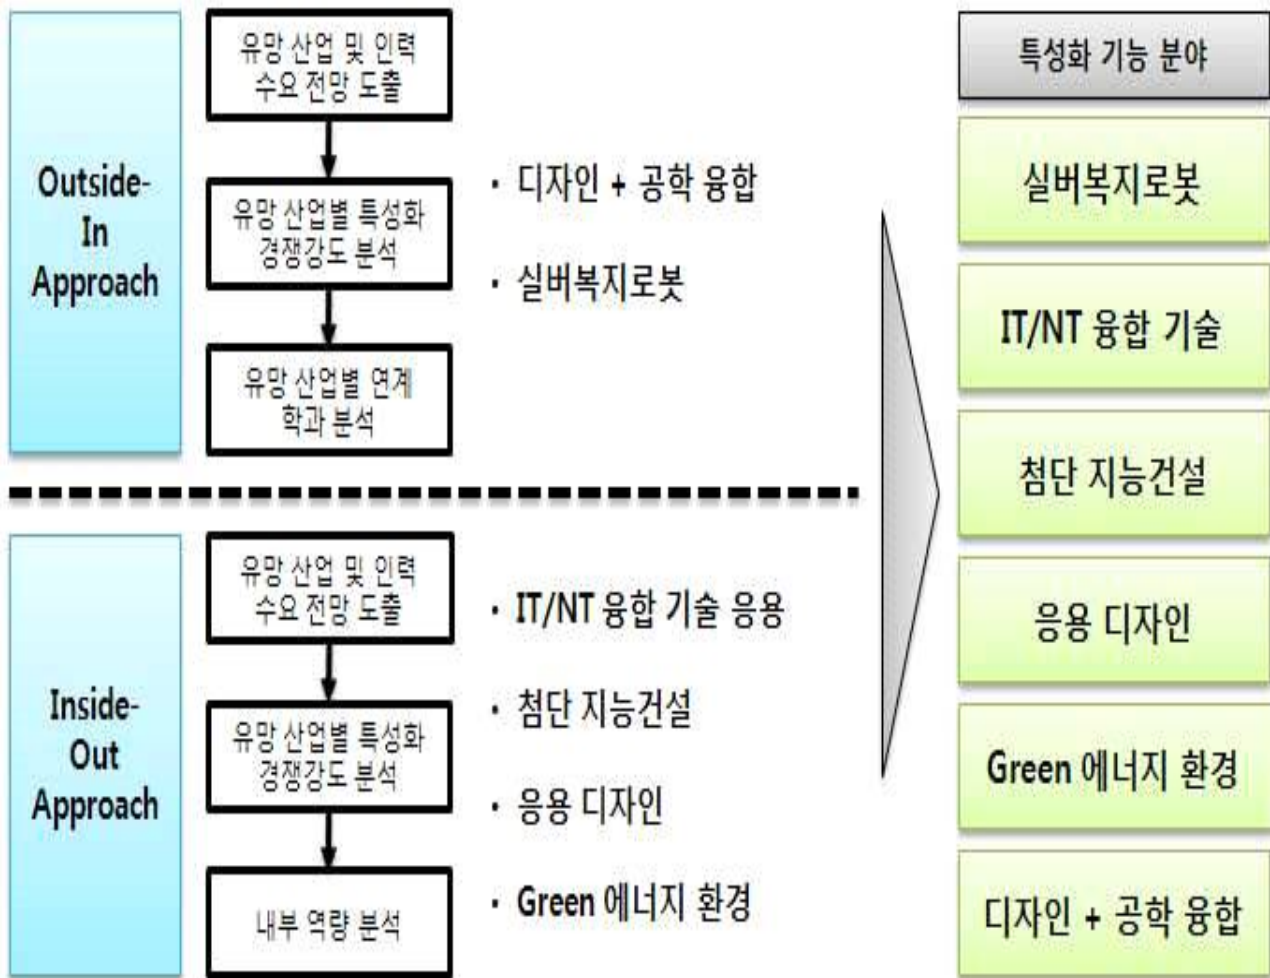 Outside-
In
Approach
유망 산업 및 인력
수요 전망 도출
유망 산업별 특성화
경쟁강도 분석
유망 산업별 연계
학과 분석
· 디자인 + 공학 융합
· 실버복지로봇
Inside-
Out
Approach
유망 산업 및 인력
수요 전망 도출
유망 산업별 특성화
경쟁강도 분석
내부 역량 분석
· IT/NT 융합 기술 응용
· 첨단 지능건설
· 응용 디자인
· Green 에너지 환경
특성화 기능 분야
실버복지로봇
IT/NT 융합 기술
첨단 지능건설
응용 디자인
Green 에너지 환경
디자인 + 공학 융합